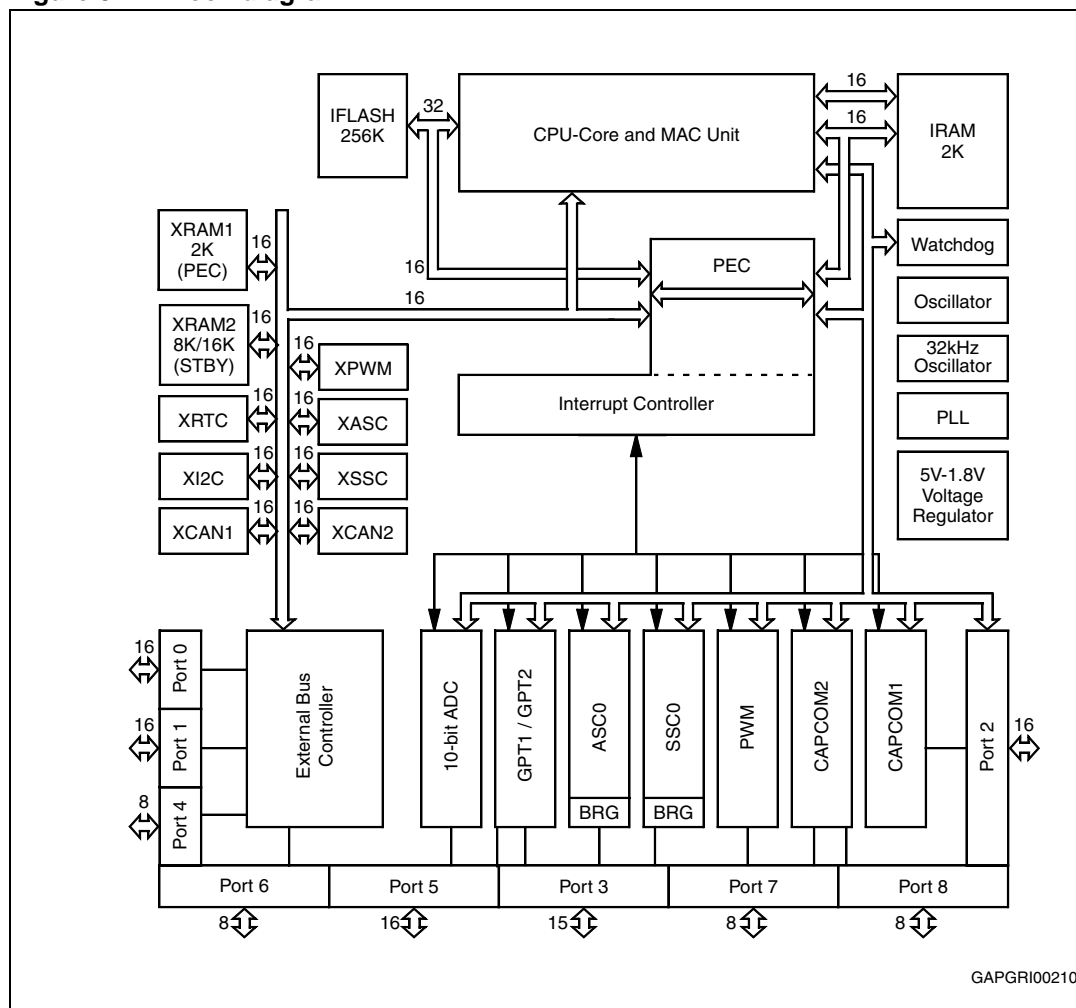 16
32
IFLASH
256K
CPU-Core and MAC Unit
16
IRAM
2K
XRAM1
2K
(PEC)
16
16
PEC
Watchdog
16
Oscillator
XRAM2
8K/16K
(STBY)
16
16
XPWM
32kHz
Oscillator
XRTC
16
16
XASC
Interrupt Controller
PLL
XI2C
16
16
XSSC
5V-1.8V
Voltage
Regulator
XCAN1
16
16
XCAN2
16
Port 0
16
Port 1
8
Port 4
External Bus
Controller
10-bit ADC
GPT1 / GPT2
ASC0
BRG
SSC0
BRG
PWM
CAPCOM2
CAPCOM1
Port 2
16
Port 6
Port 5
Port 3
Port 7
Port 8
8
16
15
8
8
GAPGRI00210